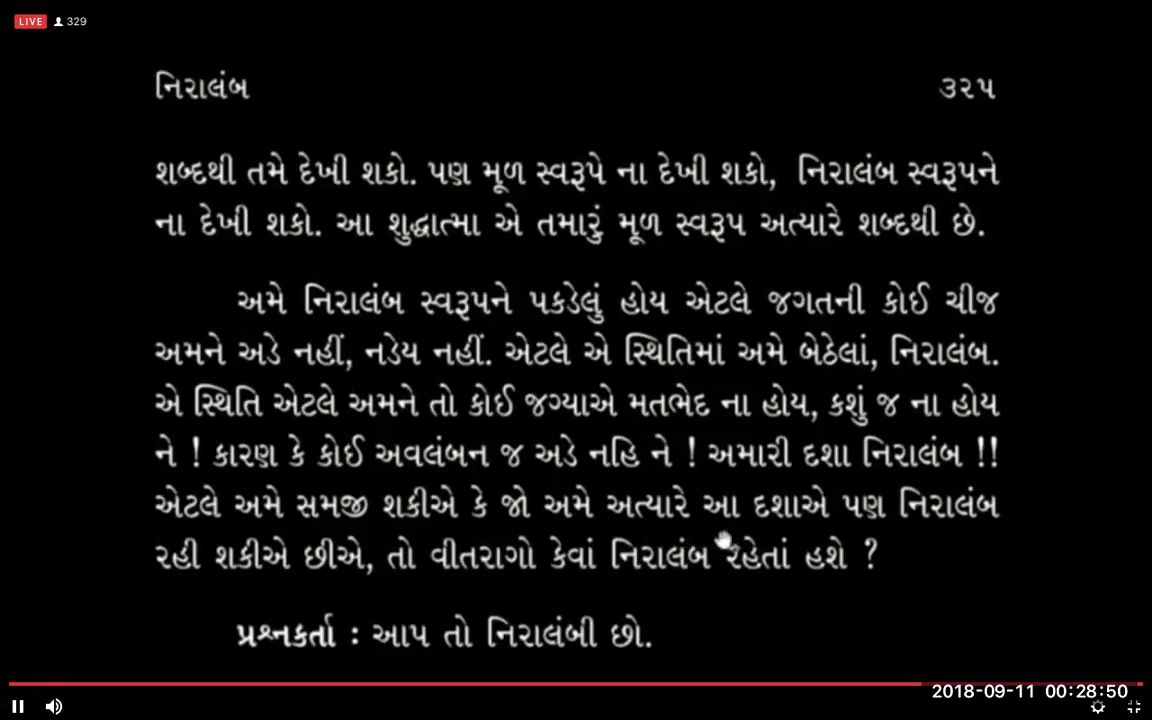 LIVE 329
નિરાલંબ ૩૨૫
શબ્દથી તમે દેખી શકો. પણ મૂળ સ્વરૂપે ના દેખી શકો, નિરાલંબ સ્વરૂપને
ના દેખી શકો. આ શુદ્ધાત્મા એ તમારું મૂળ સ્વરૂપ અત્યારે શબ્દથી છે.
અમે નિરાલંબ સ્વરૂપને પકડેલું હોય એટલે જગતની કોઈ ચીજ
અમને અડે નહીં, નડેય નહીં. એટલે એ સ્થિતિમાં અમે બેઠેલાં, નિરાલંબ.
એ સ્થિતિ એટલે અમને તો કોઈ જગ્યાએ મતભેદ ના હોય, કશું જ ના હોય
ને ! કારણ કે કોઈ અવલંબન જ અડે નહિ ને ! અમારી દશા નિરાલંબ !!
એટલે અમે સમજી શકીએ કે જો અમે અત્યારે આ દશાએ પણ નિરાલંબ
રહી શકીએ છીએ, તો વીતરાગો કેવાં નિરાલંબ રહેતાં હશે ?
પ્રશ્નકર્તા : આપ તો નિરાલંબી છો.
2018-09-11 00:28:50